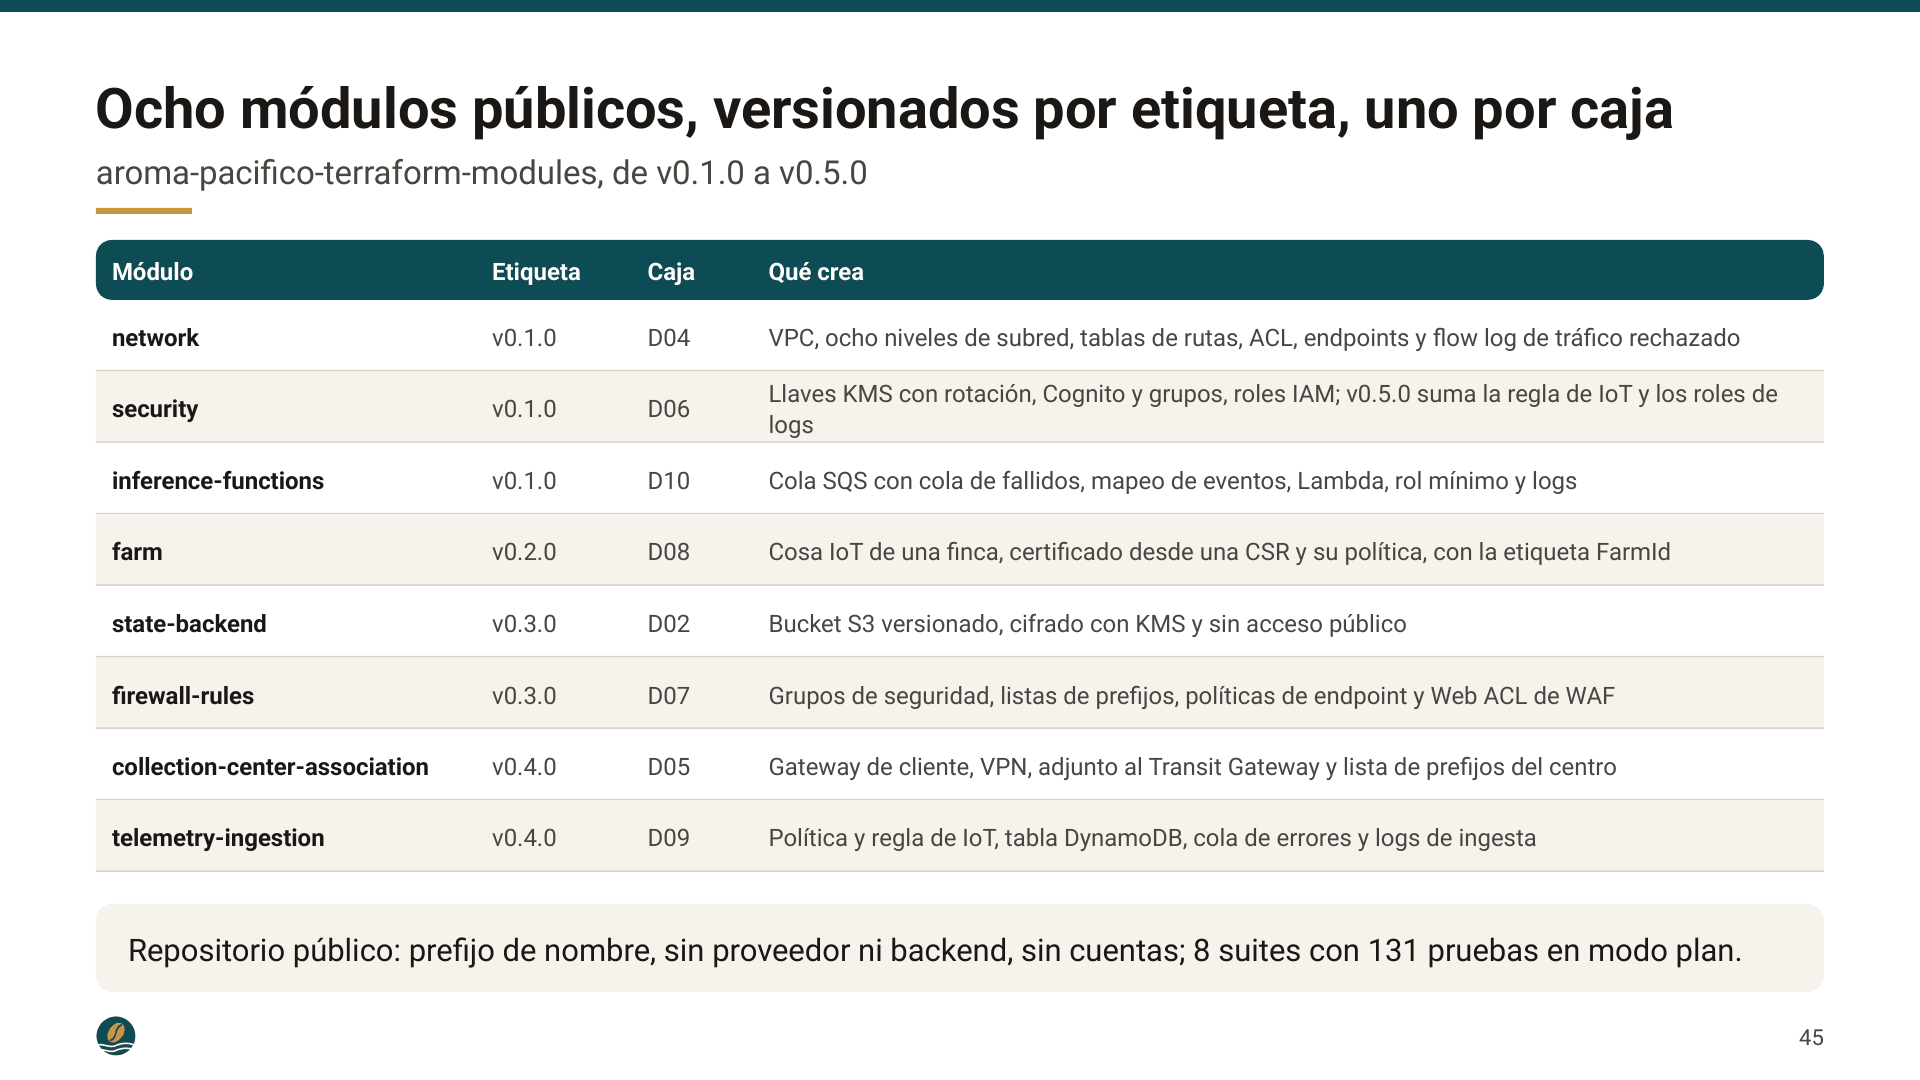 Ocho módulos públicos, versionados por etiqueta, uno por caja
aroma-pacifico-terraform-modules, de v0.1.0 a v0.5.0
Módulo Etiqueta Caja Qué crea
network v0.1.0 D04 VPC, ocho niveles de subred, tablas de rutas, ACL, endpoints y flow log de tráfico rechazado
security v0.1.0 D06 Llaves KMS con rotación, Cognito y grupos, roles IAM; v0.5.0 suma la regla de IoT y los roles de
logs
inference-functions v0.1.0 D10 Cola SQS con cola de fallidos, mapeo de eventos, Lambda, rol mínimo y logs
farm v0.2.0 D08 Cosa IoT de una finca, certificado desde una CSR y su política, con la etiqueta FarmId
state-backend v0.3.0 D02 Bucket S3 versionado, cifrado con KMS y sin acceso público
firewall-rules v0.3.0 D07 Grupos de seguridad, listas de prefijos, políticas de endpoint y Web ACL de WAF
collection-center-association v0.4.0 D05 Gateway de cliente, VPN, adjunto al Transit Gateway y lista de prefijos del centro
telemetry-ingestion v0.4.0 D09 Política y regla de IoT, tabla DynamoDB, cola de errores y logs de ingesta
Repositorio público: prefijo de nombre, sin proveedor ni backend, sin cuentas; 8 suites con 131 pruebas en modo plan.
45